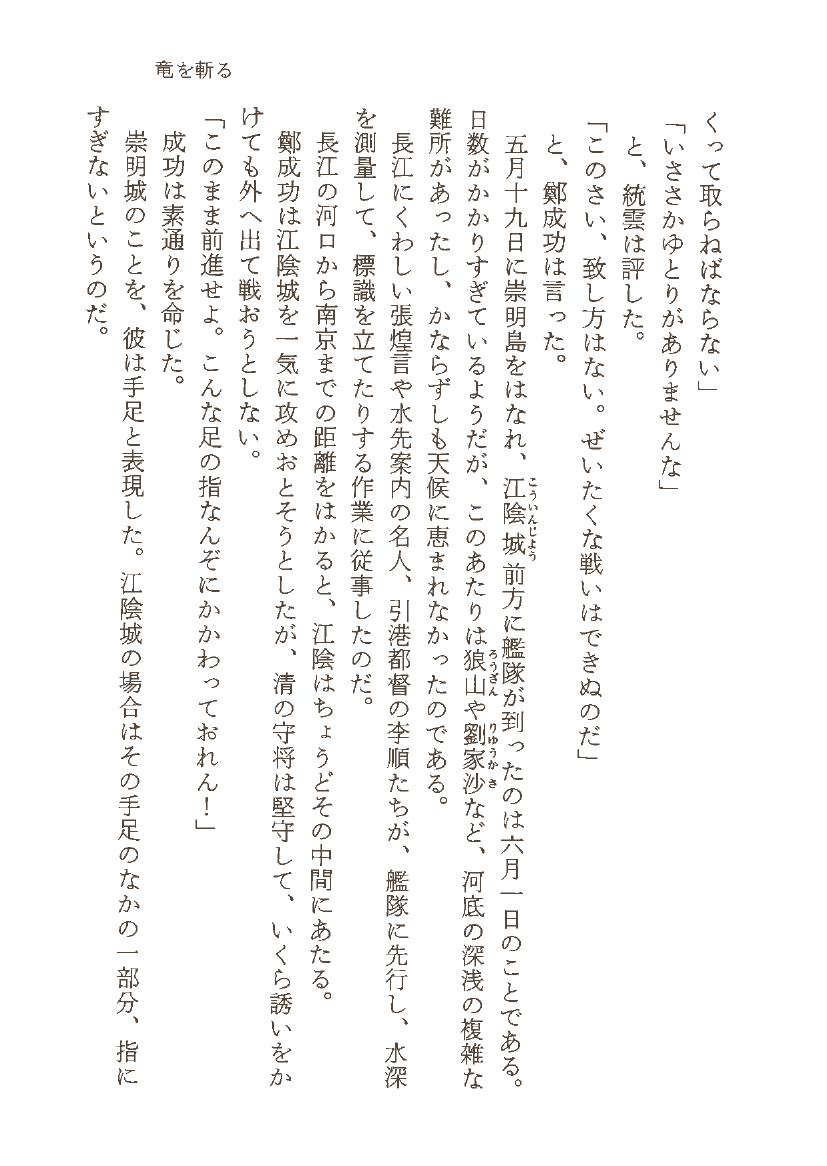 竜を斬る
くって取らねばならない」
「いささかゆとりがありませんな」
と、統雲は評した。
「このさい、致し方はない。ぜいたくな戦いはできぬのだ」
と、鄭成功は言った。
五月十九日に崇明島をはなれ、江陰城前方に艦隊が到ったのは六月一日のことである。
こういんじよう
日数がかかりすぎているようだが、このあたりは狼山や劉家沙など、河底の深浅の複雑な
ろうざん
りゆうかさ
難所があったし、かならずしも天候に恵まれなかったのである。
長江にくわしい張煌言や水先案内の名人、引港都督の李順たちが、艦隊に先行し、水深
を測量して、標識を立てたりする作業に従事したのだ。
長江の河口から南京までの距離をはかると、江陰はちょうどその中間にあたる。
鄭成功は江陰城を一気に攻めおとそうとしたが、清の守将は堅守して、いくら誘いをか
けても外へ出て戦おうとしない。
「このまま前進せよ。こんな足の指なんぞにかかわっておれん！」
成功は素通りを命じた。
崇明城のことを、彼は手足と表現した。江陰城の場合はその手足のなかの一部分、指に
すぎないというのだ。